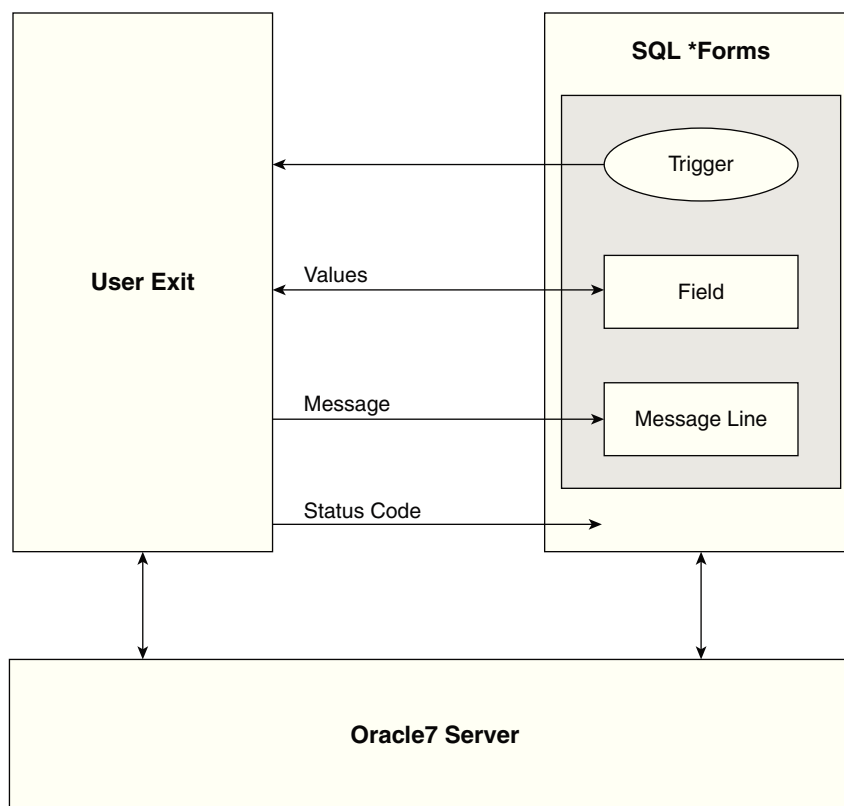 SQL *Forms
Trigger
User Exit
Values
Field
Message
Message Line
Status Code
Oracle7 Server